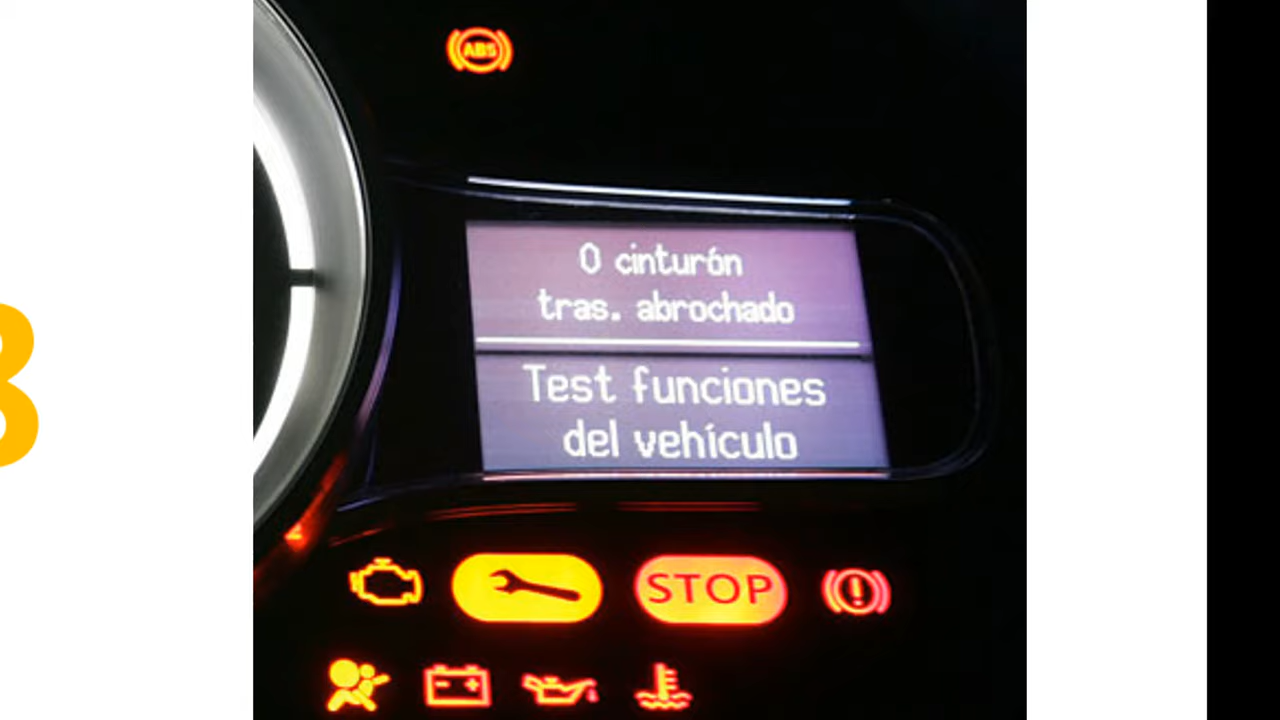 ABS
0 cinturón
tras. abrochado
Test funciones
del vehículo
STOP